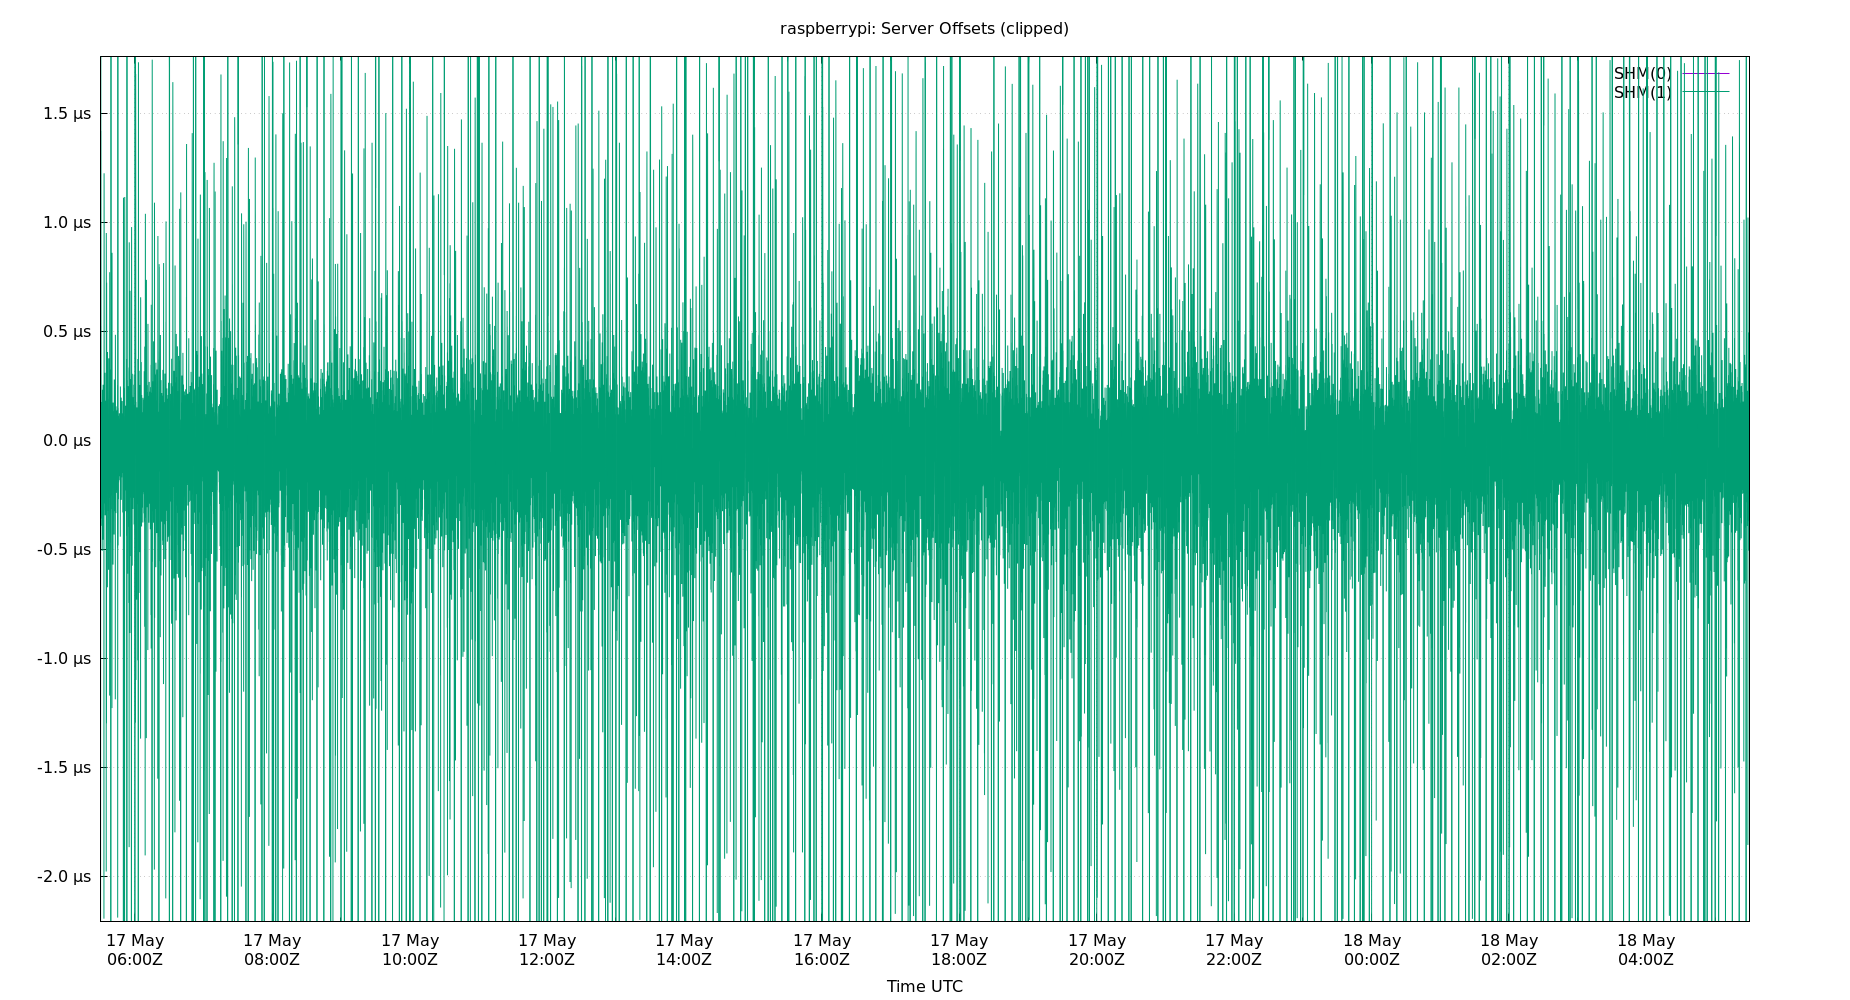 raspberrypi: Server Offsets (clipped)
SHM(0)
SHM(1)
1.5 µs
1.0 µs
0.5 µs
0.0 µs
-0.5 µs
-1.0 µs
-1.5 µs
-2.0 µs
17 May 17 May 17 May 17 May 17 May 17 May 17 May 17 May 17 May 18 May 18 May 18 May
06:00Z 08:00Z 10:00Z 12:00Z 14:00Z 16:00Z 18:00Z 20:00Z 22:00Z 00:00Z 02:00Z 04:00Z
Time UTC